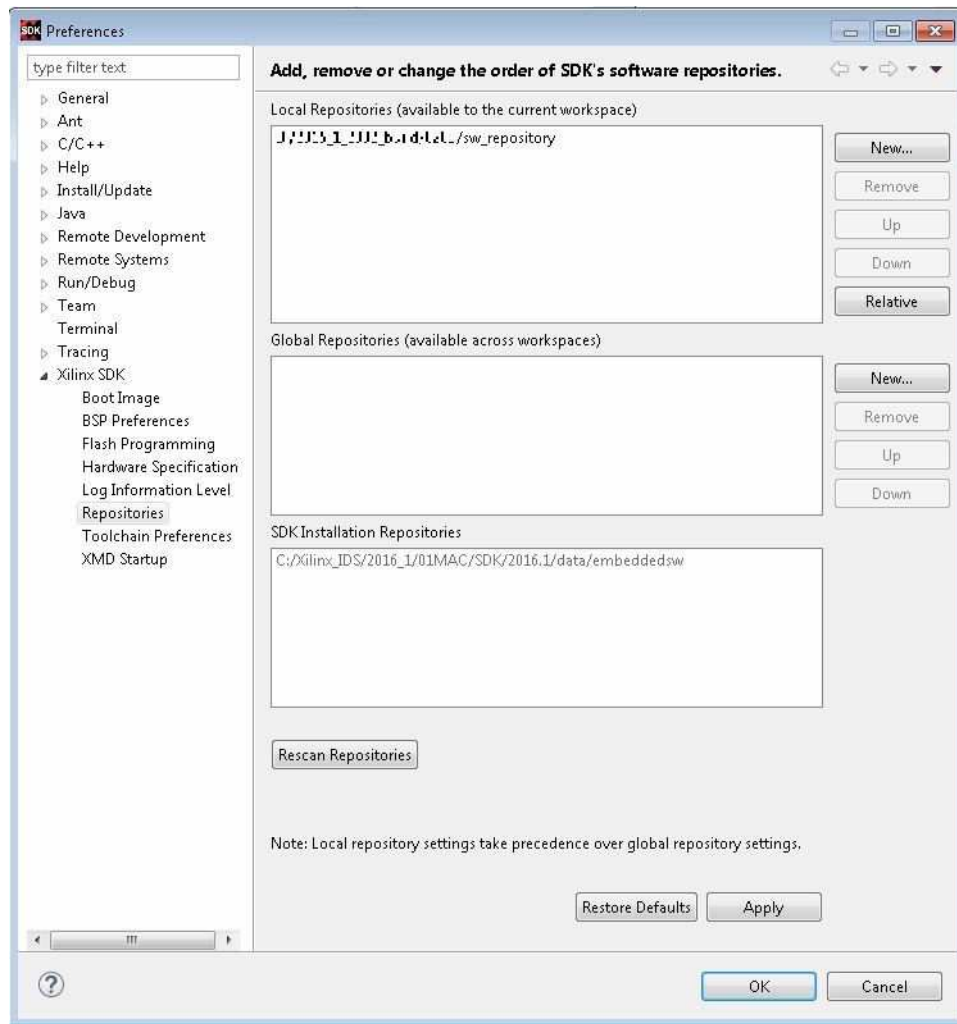 SDK Preferences
type filter text
General
Ant
C/C++
Help
Install/Update
Java
Remote Development
Remote Systems
Run/Debug
Team
Terminal
Tracing
Xilinx SDK
Boot Image
BSP Preferences
Flash Programming
Hardware Specification
Log Information Level
Repositories
Toolchain Preferences
XMD Startup
Add, remove or change the order of SDK's software repositories.
Local Repositories (available to the current workspace)
/sw_repository
New...
Remove
Up
Down
Relative
Global Repositories (available across workspaces)
New...
Remove
Up
Down
SDK Installation Repositories
C:/Xilinx_IDS/2016_1/01MAC/SDK/2016.1/data/embeddedsw
Rescan Repositories
Note: Local repository settings take precedence over global repository settings.
Restore Defaults
Apply
?
OK
Cancel